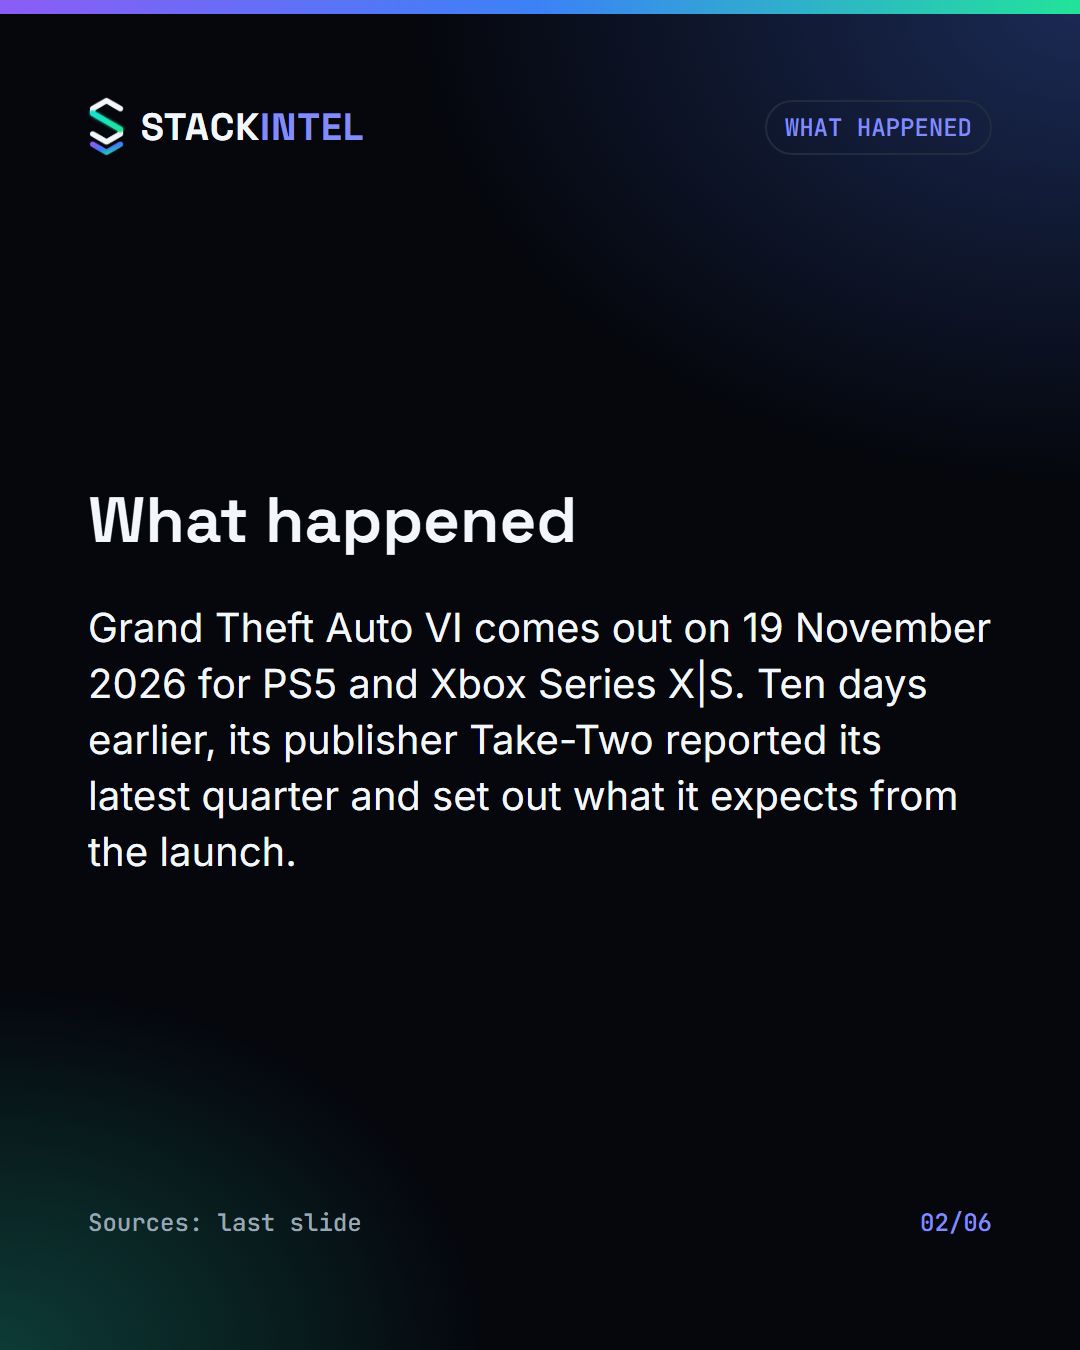 STACKINTEL
WHAT HAPPENED
What happened
Grand Theft Auto VI comes out on 19 November
2026 for PS5 and Xbox Series X|S. Ten days
earlier, its publisher Take-Two reported its
latest quarter and set out what it expects from
the launch.
Sources: last slide
02/06